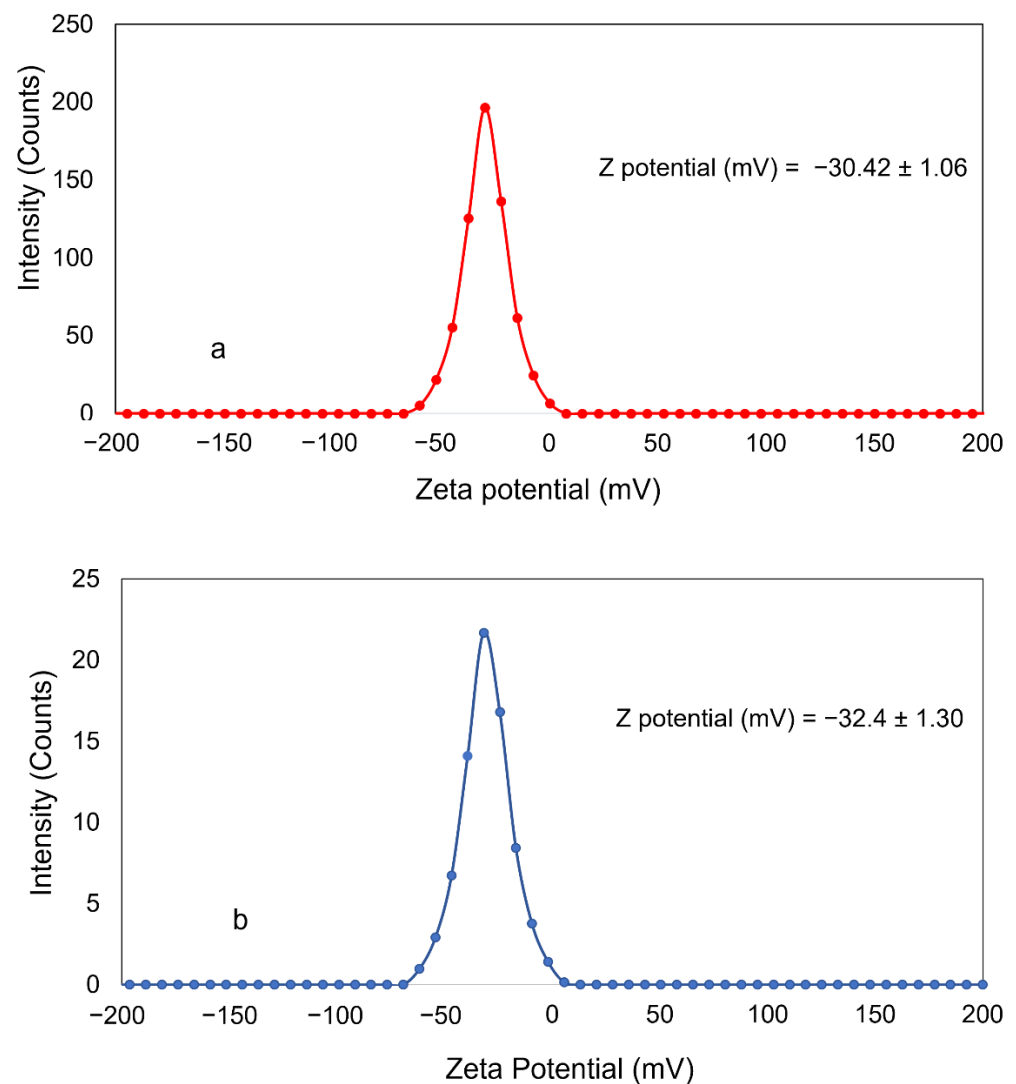 250
200
150
100
50
0
Intensity (Counts)
Z potential (mV) = −30.42 ± 1.06
a
−200 −150 −100 −50 0 50 100 150 200
Zeta potential (mV)
25
20
15
10
5
0
Intensity (Counts)
Z potential (mV) = −32.4 ± 1.30
b
−200 −150 −100 −50 0 50 100 150 200
Zeta Potential (mV)